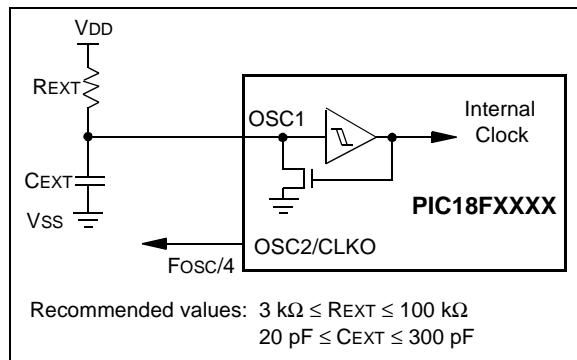 VDD
REXT
OSC1
Internal
Clock
CEXT
PIC18FXXXX
VSS
OSC2/CLKO
FOSC/4
Recommended values: 3 kΩ ≤ REXT ≤ 100 kΩ
20 pF ≤ CEXT ≤ 300 pF